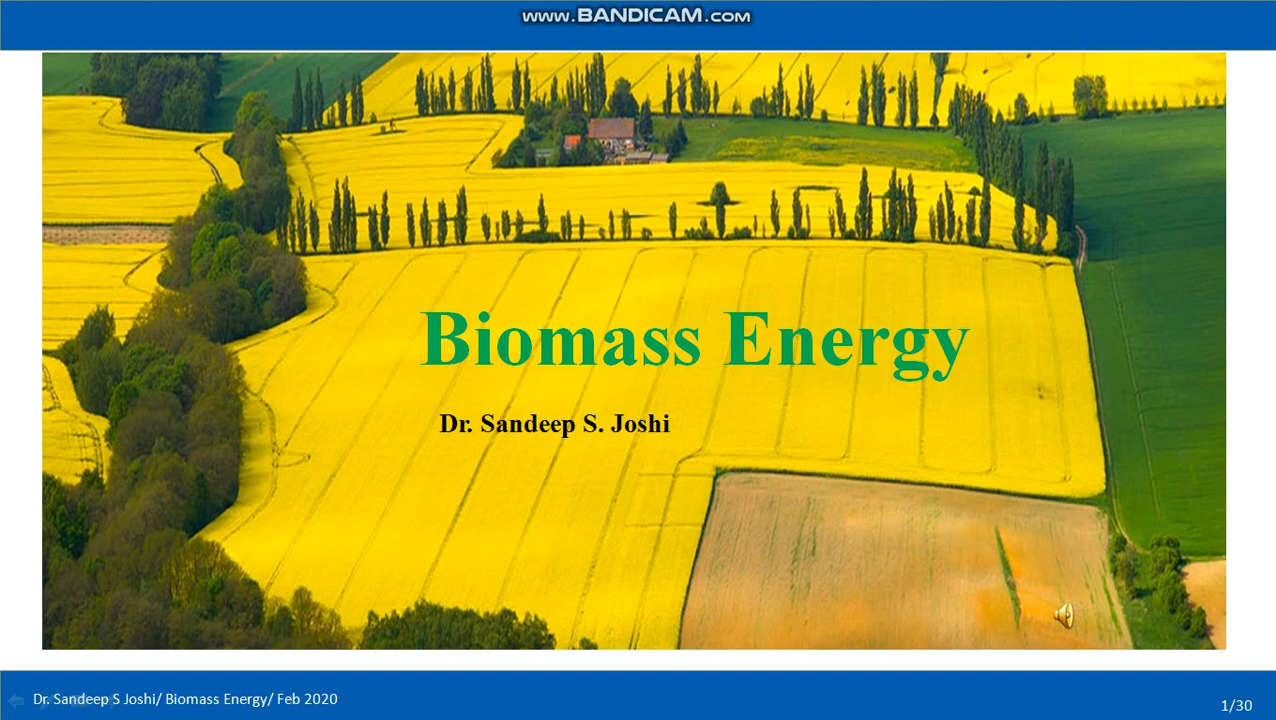 www.BANDICAM.com
Biomass Energy
Dr. Sandeep S. Joshi
Dr. Sandeep S Joshi/ Biomass Energy/ Feb 2020
1/30